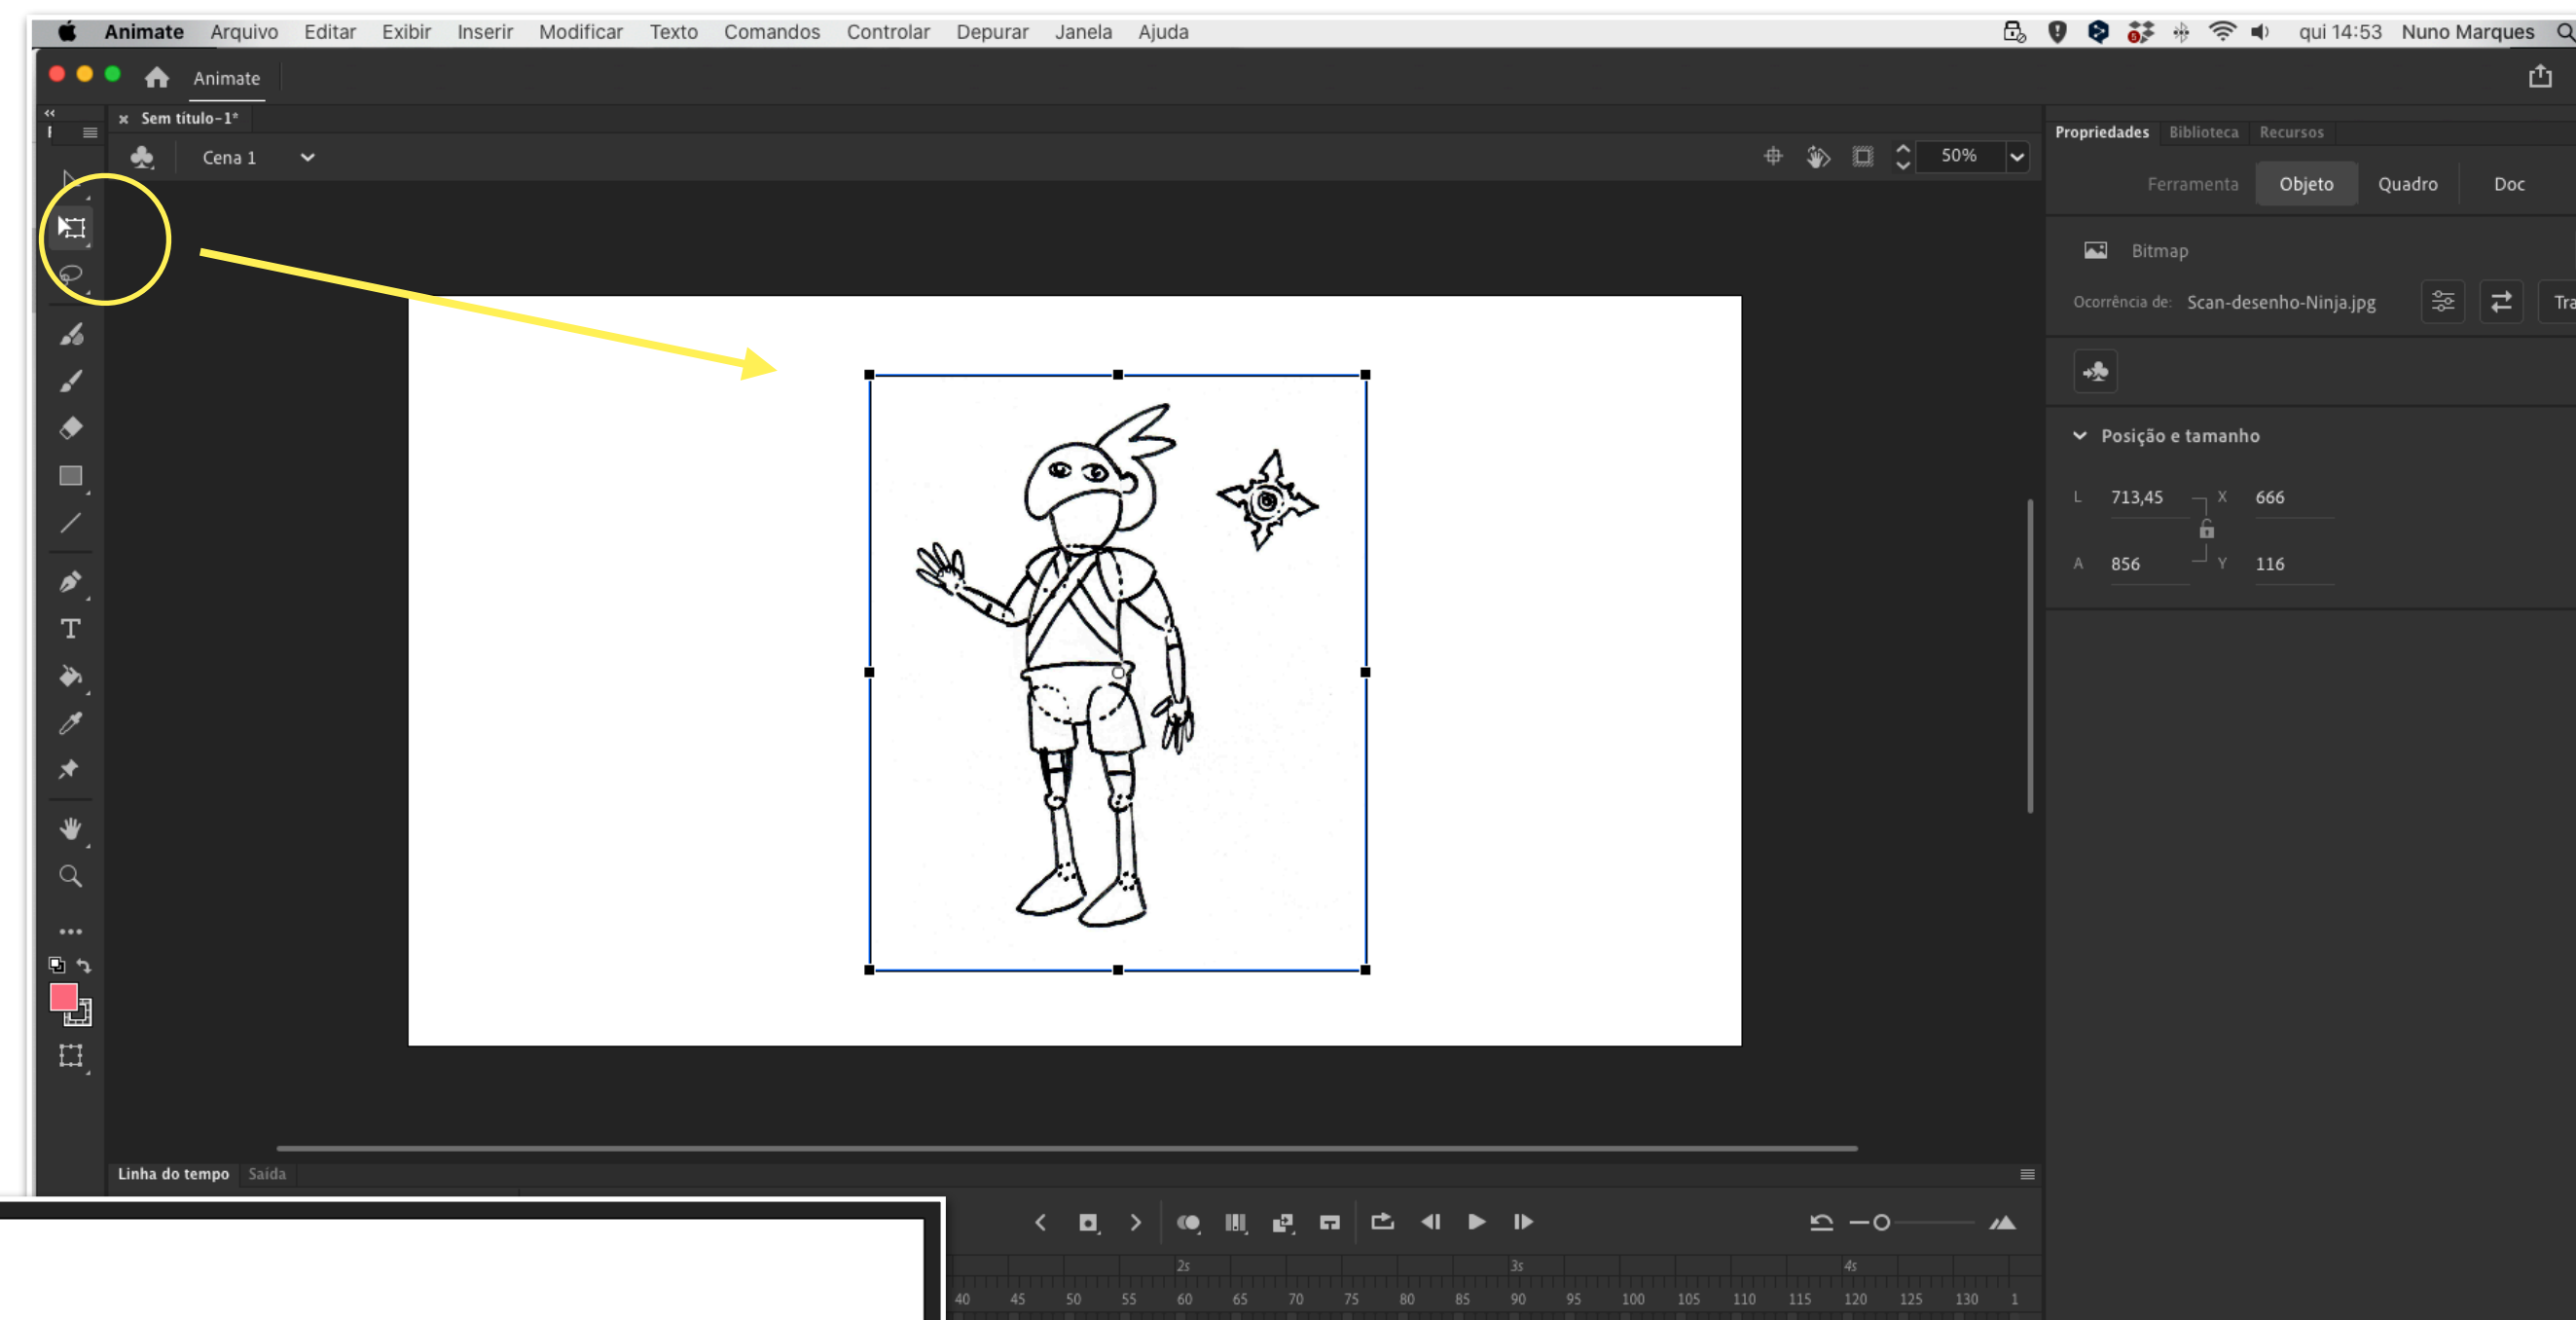 Animate Arquivo Editar Exibir Inserir Modificar Texto Comandos Controlar Depurar Janela Ajuda qui 14:53 Nuno Marques
Animate
Sem título-1*
Cena 1 50%
Propriedades Biblioteca Recursos
Ferramenta Objeto Quadro Doc
Bitmap
Ocorrência de: Scan-desenho-Ninja.jpg Tra
Posição e tamanho
L 713,45 X 666
A 856 Y 116
Linha do tempo Saída
2s 3s 4s
40 45 50 55 60 65 70 75 80 85 90 95 100 105 110 115 120 125 130 1